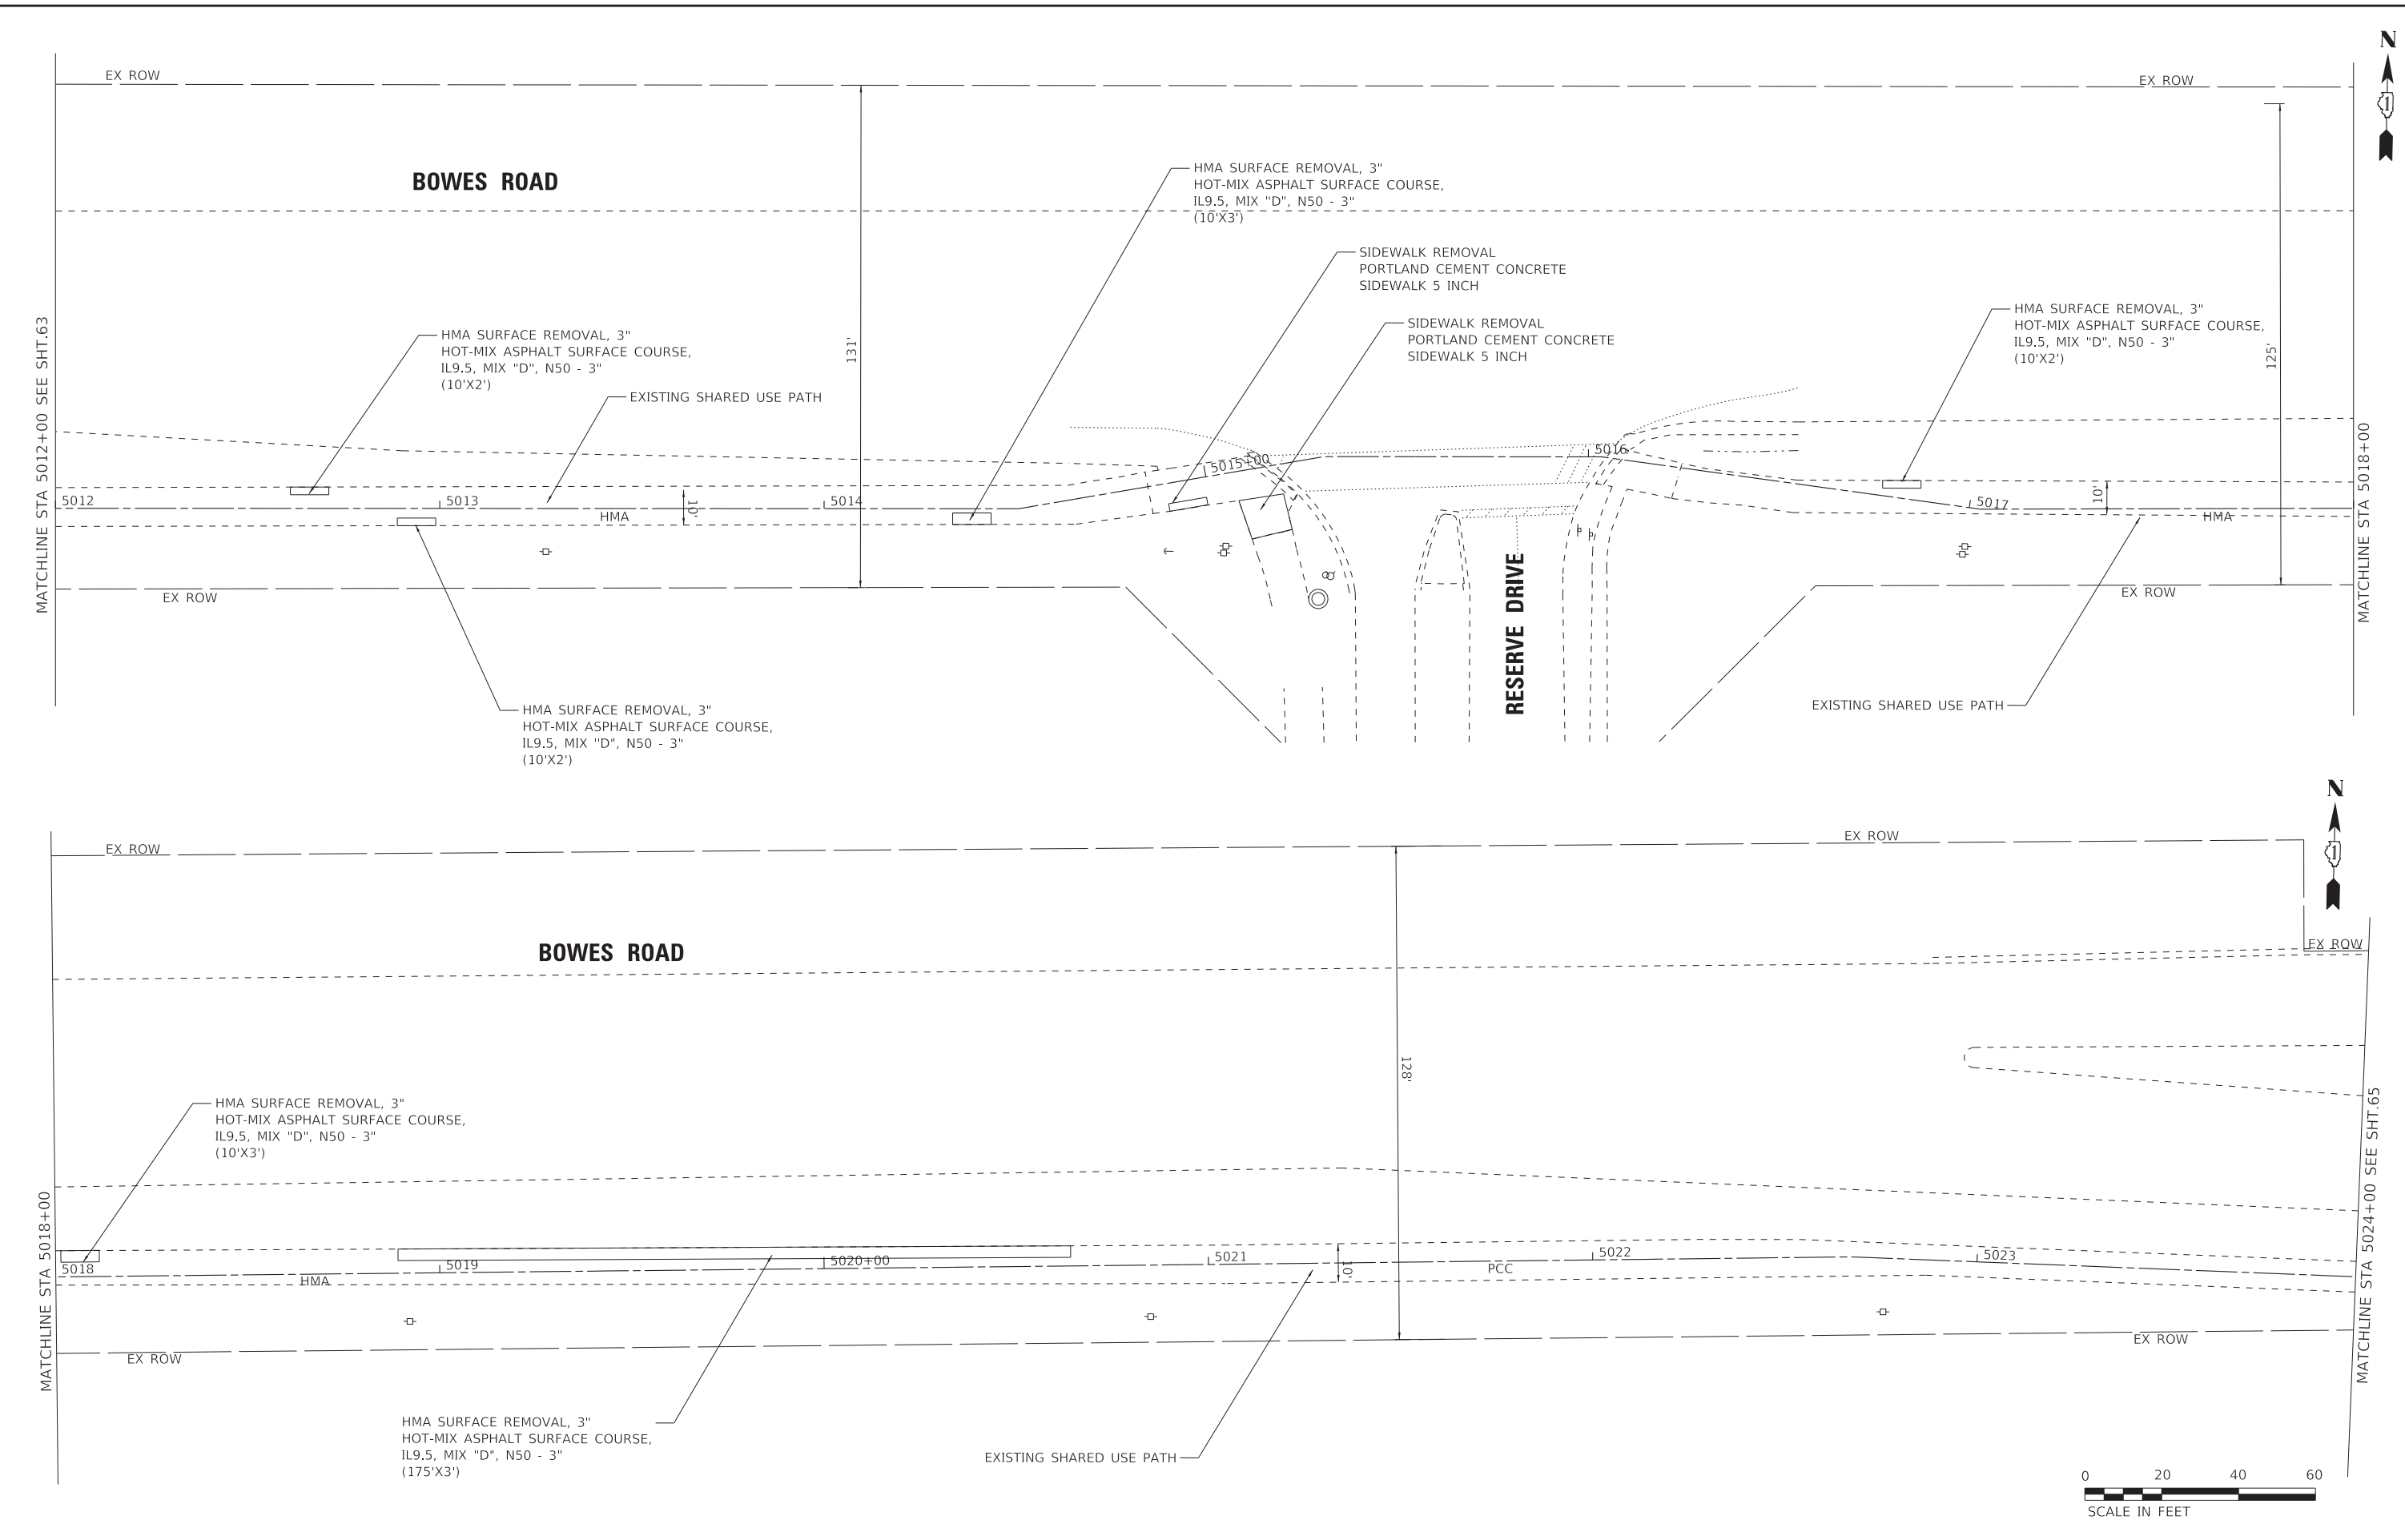 N
1
EX ROW
EX ROW
BOWES ROAD
HMA SURFACE REMOVAL, 3"
HOT-MIX ASPHALT SURFACE COURSE,
IL9.5, MIX "D", N50 - 3"
(10'X3')
SIDEWALK REMOVAL
PORTLAND CEMENT CONCRETE
SIDEWALK 5 INCH
SIDEWALK REMOVAL
PORTLAND CEMENT CONCRETE
SIDEWALK 5 INCH
HMA SURFACE REMOVAL, 3"
HOT-MIX ASPHALT SURFACE COURSE,
IL9.5, MIX "D", N50 - 3"
(10'X2')
HMA SURFACE REMOVAL, 3"
HOT-MIX ASPHALT SURFACE COURSE,
IL9.5, MIX "D", N50 - 3"
(10'X2')
EXISTING SHARED USE PATH
131'
125'
MATCHLINE STA 5012+00 SEE SHT.63
MATCHLINE STA 5018+00
5012
5013
5014
5015+00
5016
5017
HMA
10'
10'
HMA
EX ROW
EX ROW
RESERVE DRIVE
HMA SURFACE REMOVAL, 3"
HOT-MIX ASPHALT SURFACE COURSE,
IL9.5, MIX "D", N50 - 3"
(10'X2')
EXISTING SHARED USE PATH
N
1
EX ROW
EX ROW
EX ROW
BOWES ROAD
128'
HMA SURFACE REMOVAL, 3"
HOT-MIX ASPHALT SURFACE COURSE,
IL9.5, MIX "D", N50 - 3"
(10'X3')
MATCHLINE STA 5018+00
MATCHLINE STA 5024+00 SEE SHT.65
5018
5019
5020+00
5021
5022
5023
HMA
10'
PCC
EX ROW
EX ROW
HMA SURFACE REMOVAL, 3"
HOT-MIX ASPHALT SURFACE COURSE,
IL9.5, MIX "D", N50 - 3"
(175'X3')
EXISTING SHARED USE PATH
0 20 40 60
SCALE IN FEET